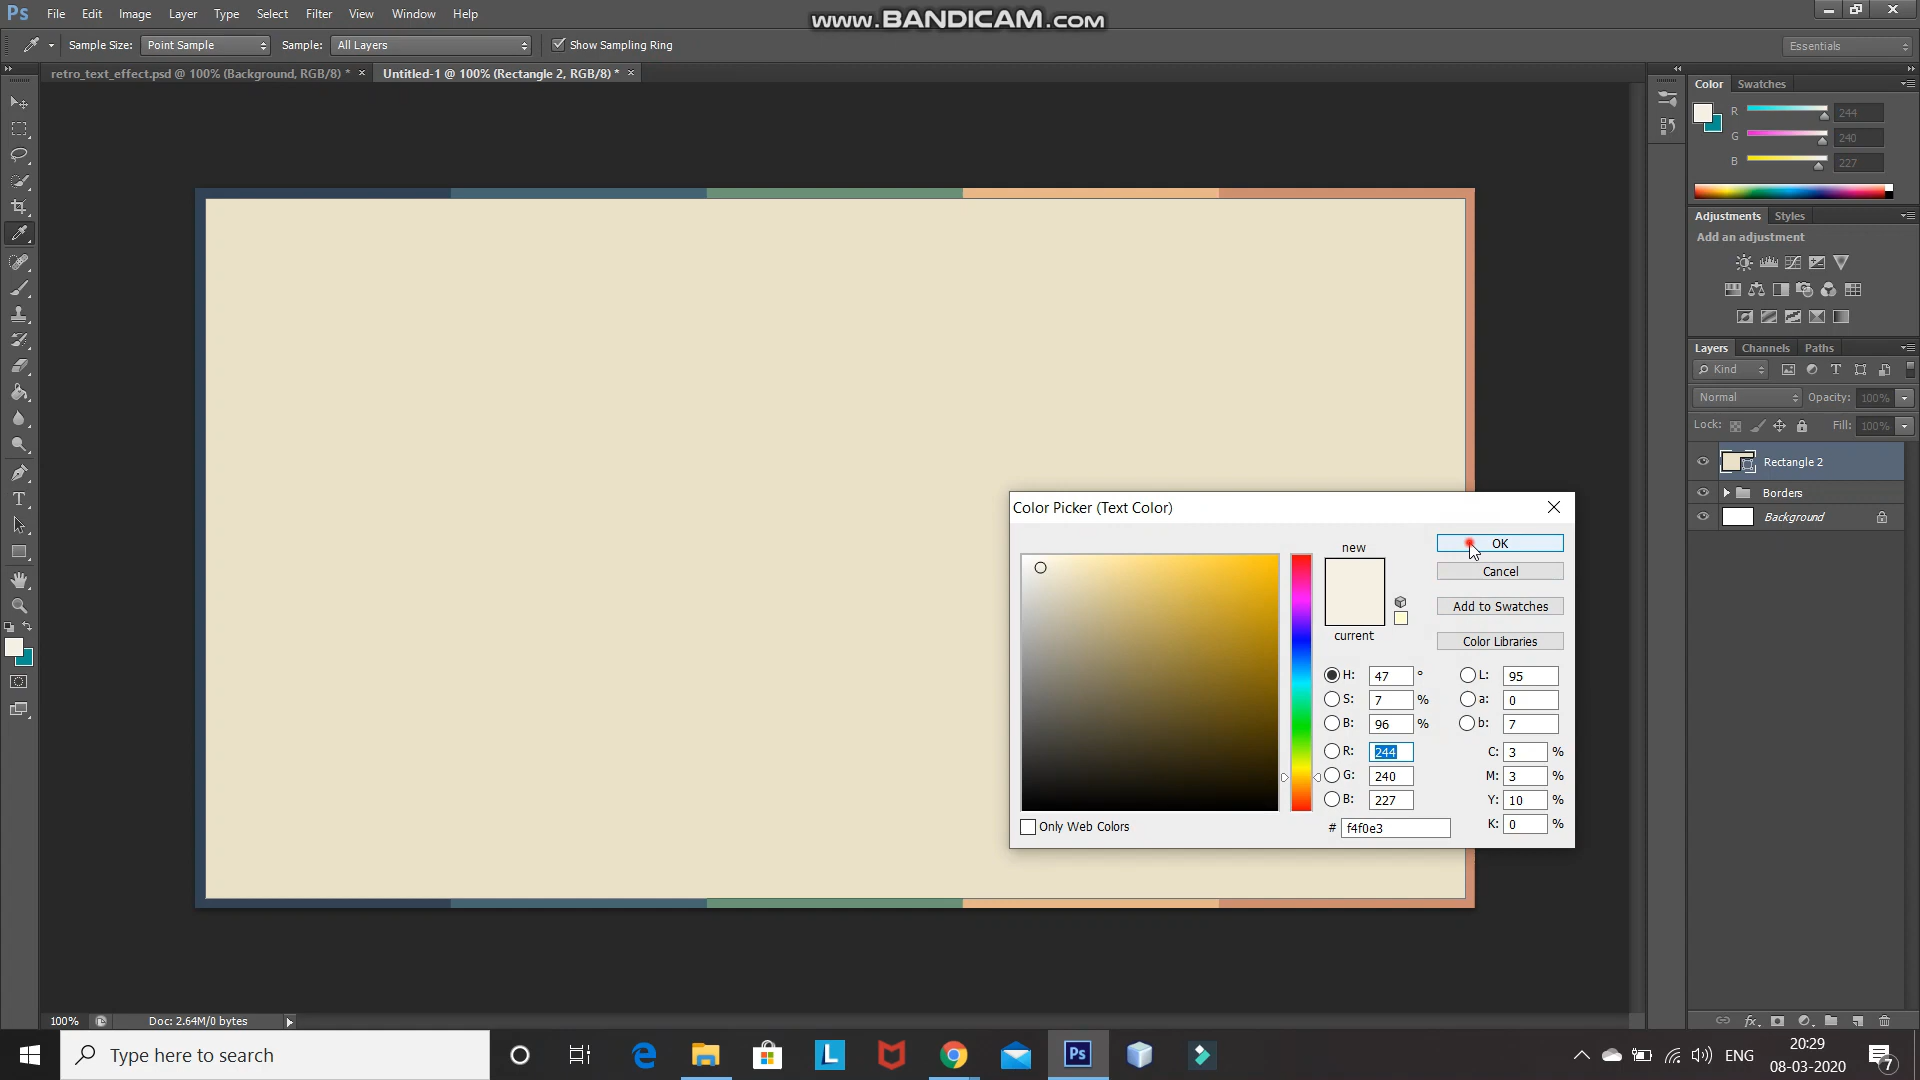 Ps File Edit Image Layer Type Select Filter View Window Help
www.BANDICAM.com
Sample Size: Point Sample Sample: All Layers Show Sampling Ring
Essentials
retro_text_effect.psd @ 100% (Background, RGB/8) * × Untitled-1 @ 100% (Rectangle 2, RGB/8) * ×
Color Swatches
R 244
G 240
B 227
Adjustments Styles
Add an adjustment
Layers Channels Paths
Kind
Normal Opacity: 100%
Lock: Fill: 100%
Rectangle 2
Borders
Background
Color Picker (Text Color)
new
current
OK
Cancel
Add to Swatches
Color Libraries
H: 47 ° L: 95
S: 7 % a: 0
B: 96 % b: 7
R: 244 C: 3 %
G: 240 M: 3 %
B: 227 Y: 10 %
# f4f0e3 K: 0 %
Only Web Colors
100% Doc: 2.64M/0 bytes
Type here to search
L
Ps
ENG
20:29
08-03-2020
7